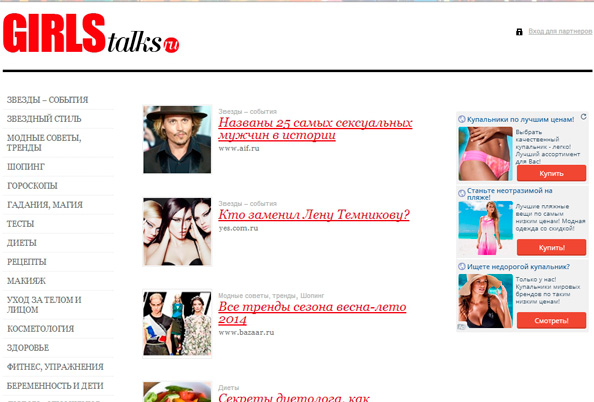 GIRLS talks ru
Вход для партнеров
ЗВЕЗДЫ – СОБЫТИЯ
ЗВЕЗДНЫЙ СТИЛЬ
МОДНЫЕ СОВЕТЫ,
ТРЕНДЫ
ШОПИНГ
ГОРОСКОПЫ
ГАДАНИЯ, МАГИЯ
ТЕСТЫ
ДИЕТЫ
РЕЦЕПТЫ
МАКИЯЖ
УХОД ЗА ТЕЛОМ И
ЛИЦОМ
КОСМЕТОЛОГИЯ
ЗДОРОВЬЕ
ФИТНЕС, УПРАЖНЕНИЯ
БЕРЕМЕННОСТЬ И ДЕТИ
Звезды – события
Названы 25 самых сексуальных
мужчин в истории
www.aif.ru
Звезды – события
Кто заменил Лену Темникову?
yes.com.ru
Модные советы, тренды, Шопинг
Все тренды сезона весна-лето
2014
www.bazaar.ru
Диеты
Секреты диетолога, как
Купальники по лучшим ценам!
Выбрать
качественный
купальник - легко!
Лучший ассортимент
для Вас!
Купить
Станьте неотразимой на
пляже!
Лучшие пляжные
вещи по самым
низким ценам! Модная
одежда со скидкой!
Купить!
Ищете недорогой купальник?
Только у нас!
Купальники мировых
брендов по таким
низким ценам!
Смотреть!